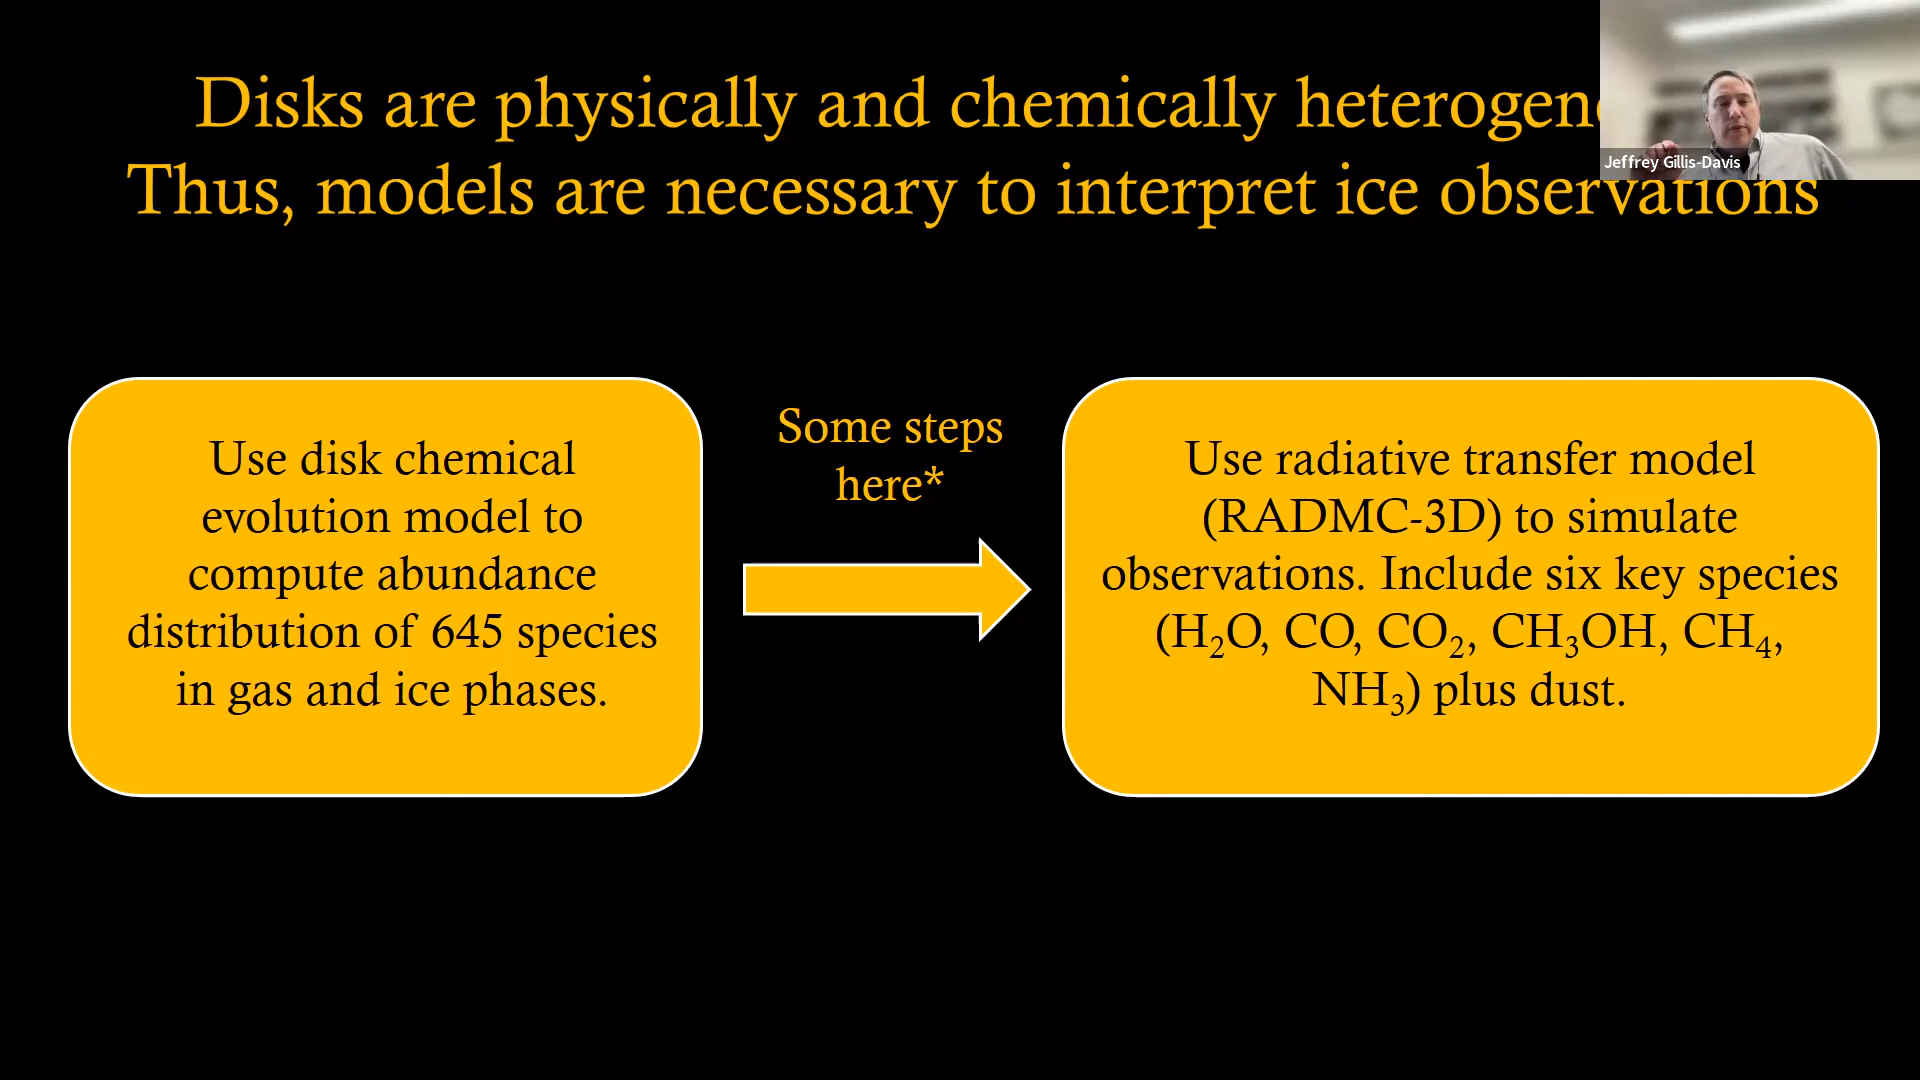 Disks are physically and chemically
Thus, models are necessary to interpret ice observations
Jeffrey Gillis-Davis
Use disk chemical
evolution model to
compute abundance
distribution of 645 species
in gas and ice phases.
Some steps
here*
Use radiative transfer model
(RADMC-3D) to simulate
observations. Include six key species
(H₂O, CO, CO₂, CH₃OH, CH₄,
NH₃) plus dust.